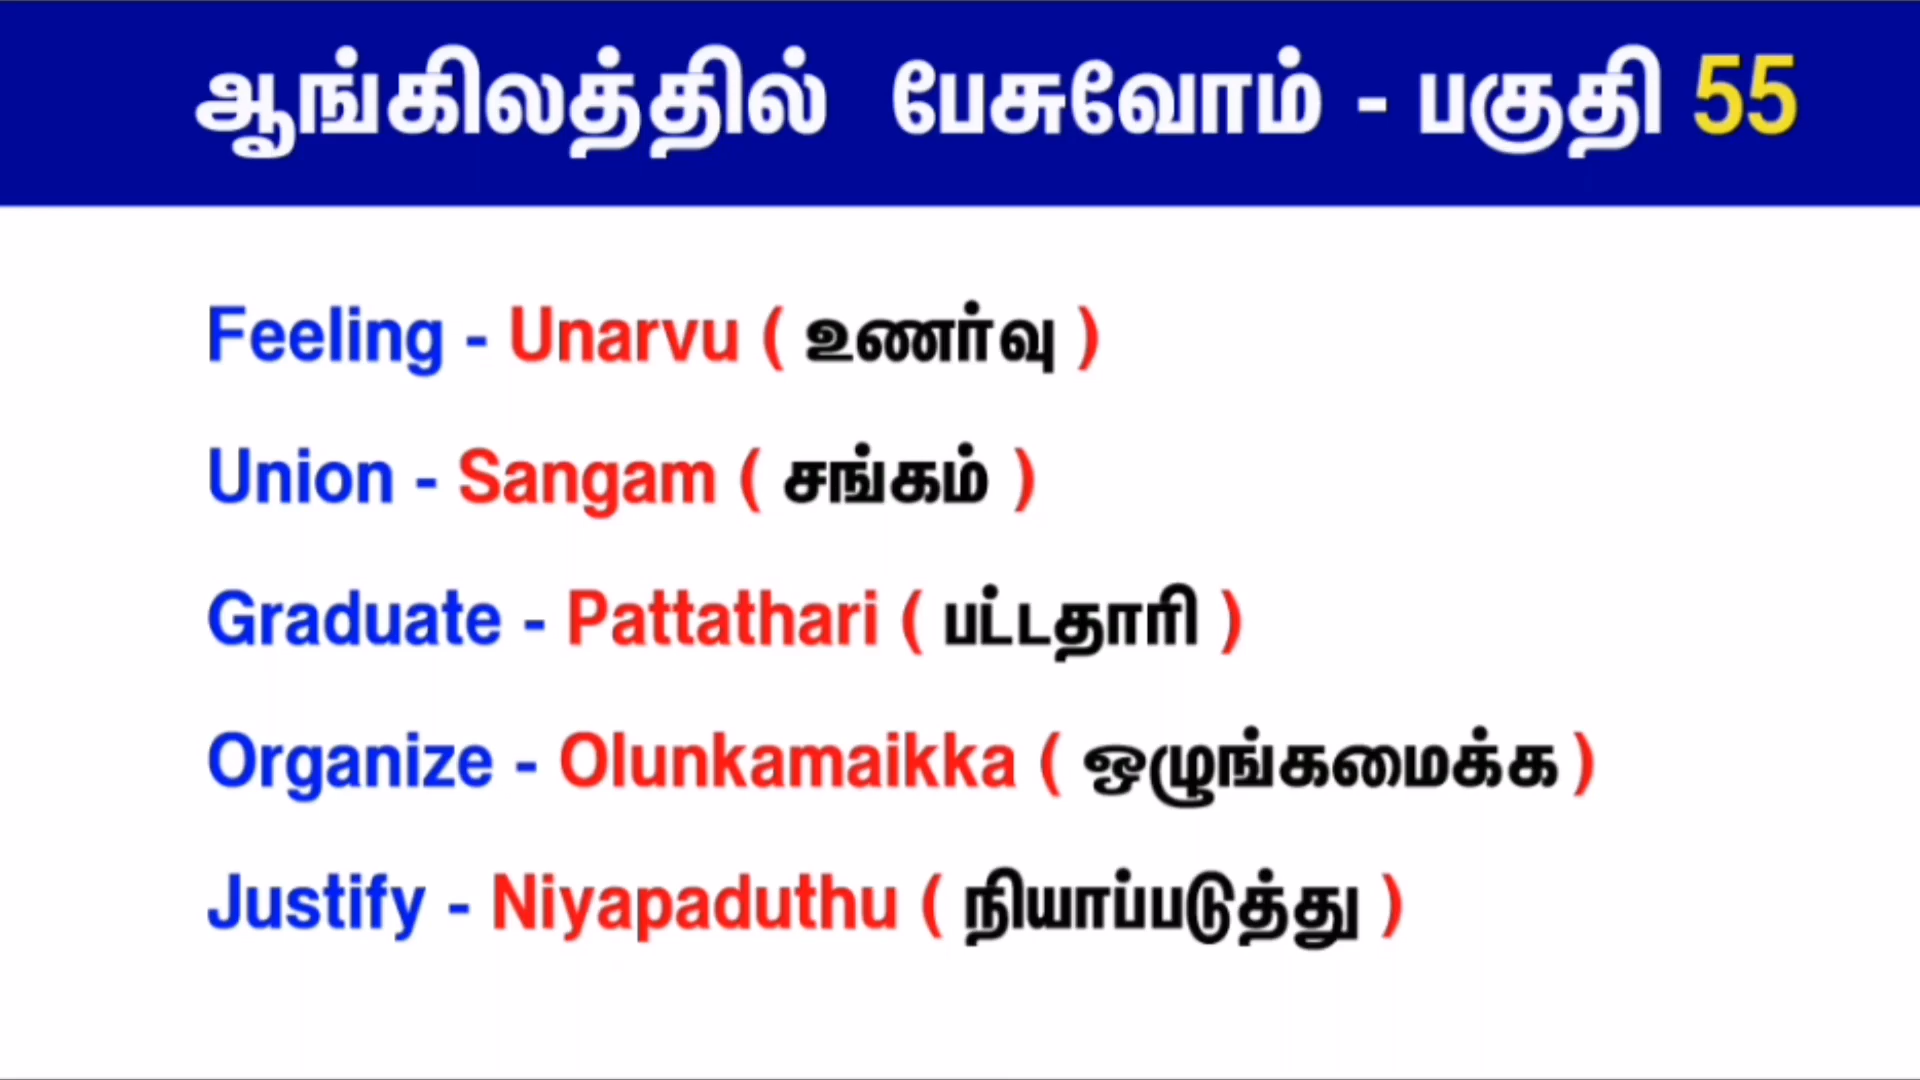 ஆங்கிலத்தில் பேசுவோம் - பகுதி 55
Feeling - Unarvu ( உணர்வு )
Union - Sangam ( சங்கம் )
Graduate - Pattathari ( பட்டதாரி )
Organize - Olunkamaikka ( ஒழுங்கமைக்க )
Justify - Niyapaduthu ( நியாப்படுத்து )